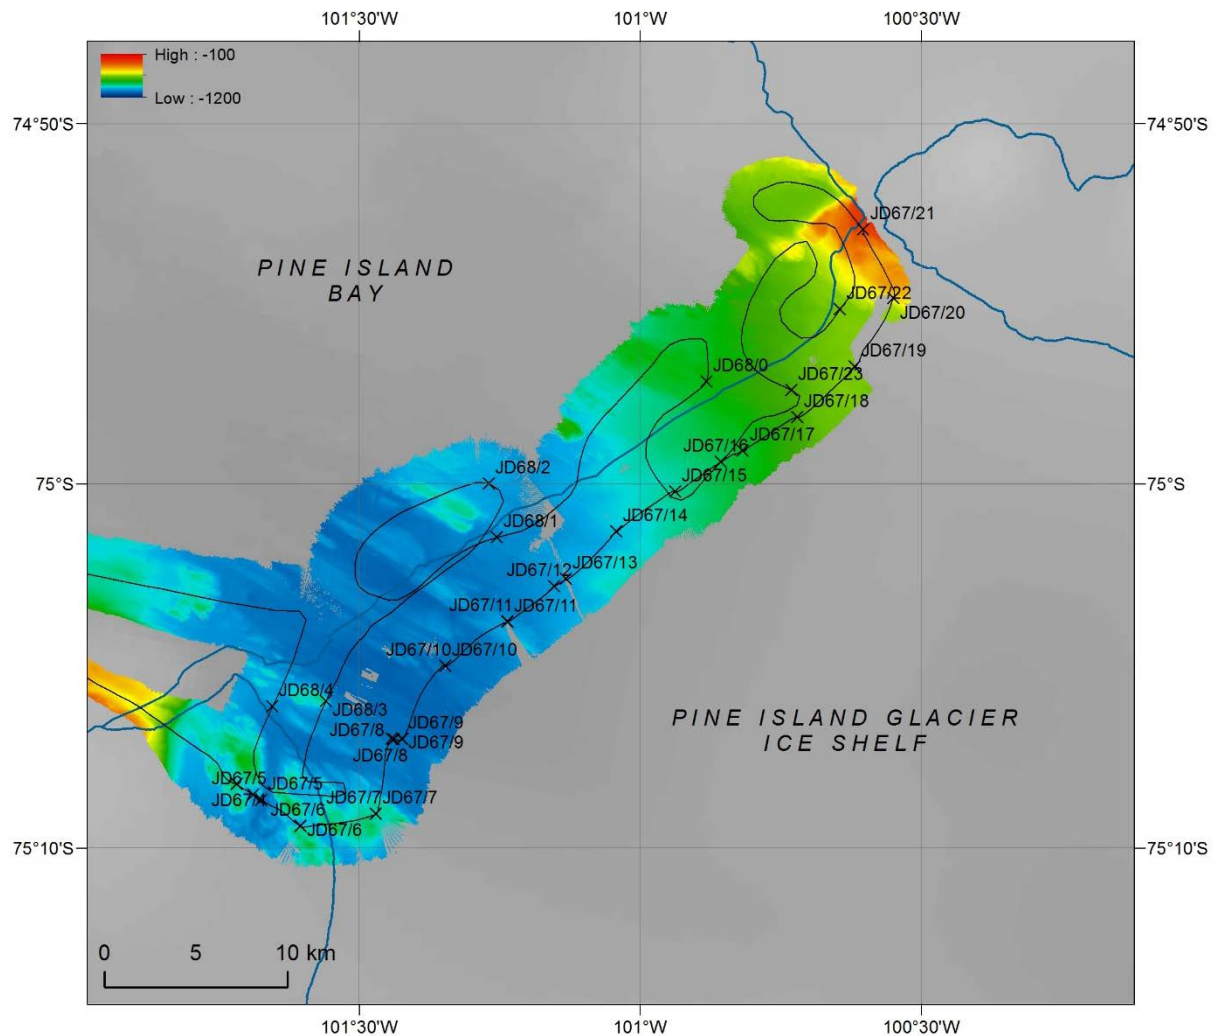 101°30'W 101°W 100°30'W
High : -100
Low : -1200
74°50'S 74°50'S
JD67/21
PINE ISLAND
BAY
JD67/22
JD67/20
JD67/19
JD68/0
JD67/23
JD67/18
JD67/17
JD67/16
JD68/2
JD67/15
75°S 75°S
JD68/1
JD67/14
JD67/12 JD67/13
JD67/11 JD67/11
JD67/10 JD67/10
JD68/4
JD68/3
PINE ISLAND GLACIER
ICE SHELF
JD67/9
JD67/8
JD67/9
JD67/8
JD67/5 JD67/5
JD67/7 JD67/7
JD67/6
JD67/6
75°10'S 75°10'S
0 5 10 km
101°30'W 101°W 100°30'W